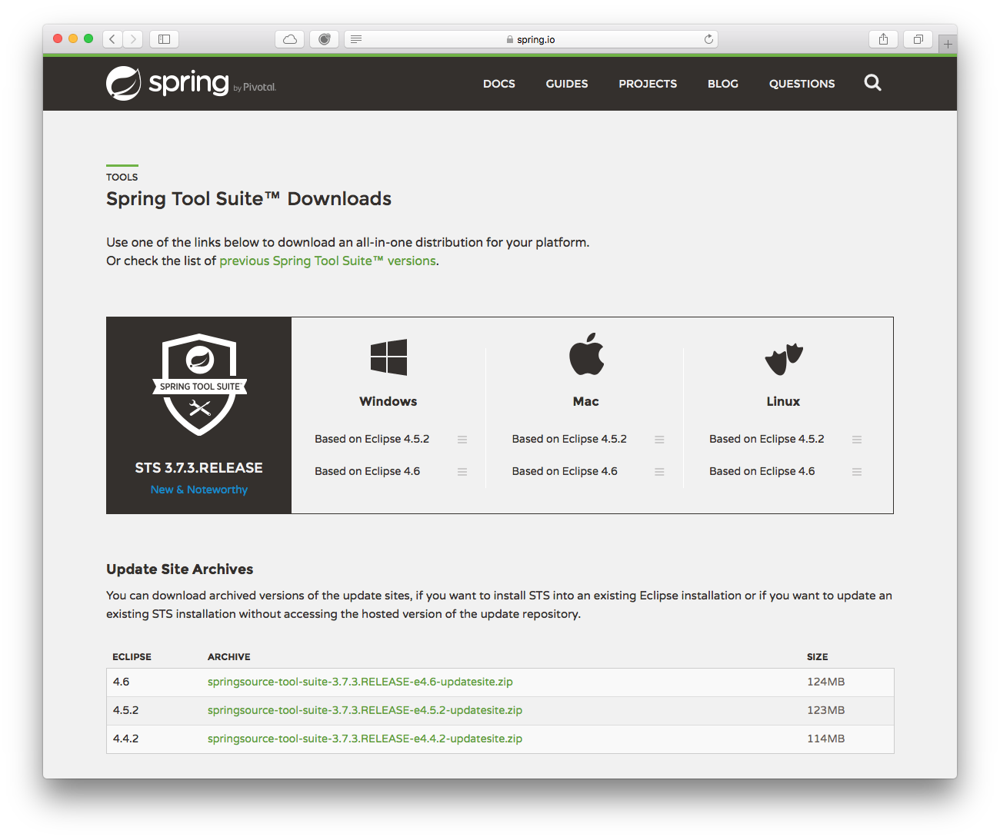 spring.io
spring by Pivotal.
DOCS GUIDES PROJECTS BLOG QUESTIONS
TOOLS
Spring Tool Suite™ Downloads
Use one of the links below to download an all-in-one distribution for your platform.
Or check the list of previous Spring Tool Suite™ versions.
SPRING TOOL SUITE™
STS 3.7.3.RELEASE
New & Noteworthy
Windows
Based on Eclipse 4.5.2
Based on Eclipse 4.6
Mac
Based on Eclipse 4.5.2
Based on Eclipse 4.6
Linux
Based on Eclipse 4.5.2
Based on Eclipse 4.6
Update Site Archives
You can download archived versions of the update sites, if you want to install STS into an existing Eclipse installation or if you want to update an
existing STS installation without accessing the hosted version of the update repository.
ECLIPSE ARCHIVE SIZE
4.6 springsource-tool-suite-3.7.3.RELEASE-e4.6-updatesite.zip 124MB
4.5.2 springsource-tool-suite-3.7.3.RELEASE-e4.5.2-updatesite.zip 123MB
4.4.2 springsource-tool-suite-3.7.3.RELEASE-e4.4.2-updatesite.zip 114MB